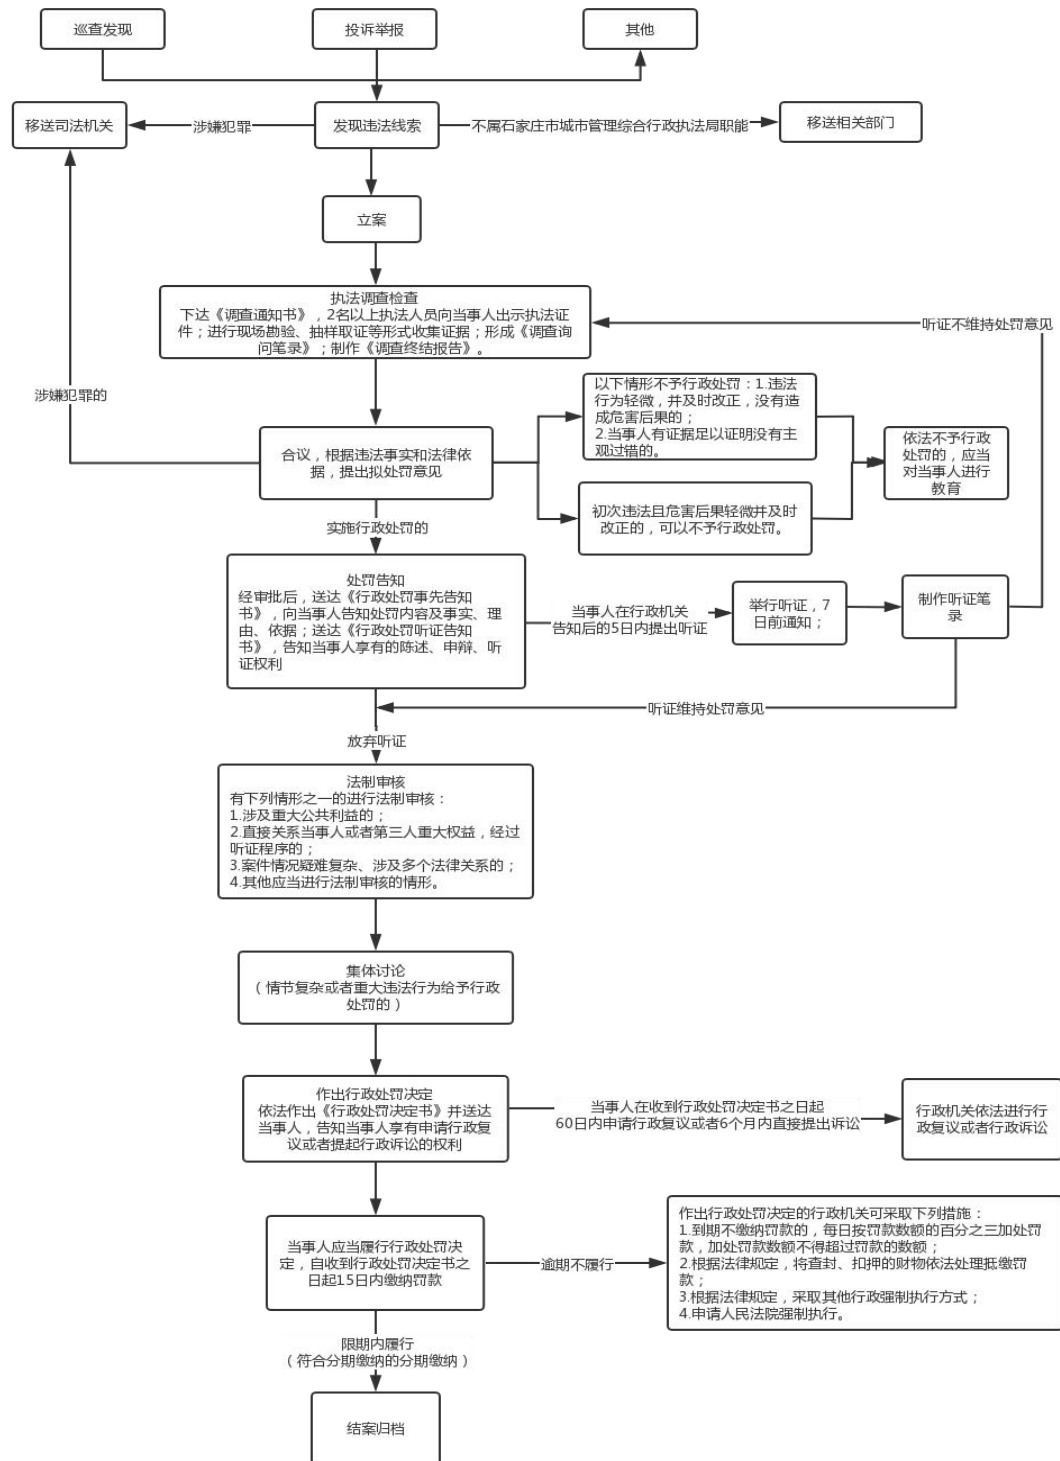 巡查发现
投诉举报
其他
移送司法机关
涉嫌犯罪
发现违法线索
不属石家庄市城市管理综合行政执法局职能
移送相关部门
立案
执法调查检查
下达《调查通知书》，2名以上执法人员向当事人出示执法证
件；进行现场勘验、抽样取证等形式收集证据；形成《调查询
问笔录》；制作《调查终结报告》。
听证不维持处罚意见
涉嫌犯罪的
以下情形不予行政处罚：1.违法
行为轻微，并及时改正，没有造
成危害后果的；
2.当事人有证据足以证明没有主
观过错的。
合议，根据违法事实和法律依
据，提出拟处罚意见
依法不予行政
处罚的，应当
对当事人进行
教育
初次违法且危害后果轻微并及时
改正的，可以不予行政处罚。
实施行政处罚的
处罚告知
经审批后，送达《行政处罚事先告知
书》，向当事人告知处罚内容及事实、理
由、依据；送达《行政处罚听证告知
书》，告知当事人享有的陈述、申辩、听
证权利
当事人在行政机关
告知后的5日内提出听证
举行听证，7
日前通知；
制作听证笔
录
听证维持处罚意见
放弃听证
法制审核
有下列情形之一的进行法制审核：
1.涉及重大公共利益的；
2.直接关系当事人或者第三人重大权益，经过
听证程序的；
3.案件情况疑难复杂、涉及多个法律关系的；
4.其他应当进行法制审核的情形。
集体讨论
（情节复杂或者重大违法行为给予行政
处罚的）
作出行政处罚决定
依法作出《行政处罚决定书》并送达
当事人，告知当事人享有申请行政复
议或者提起行政诉讼的权利
当事人在收到行政处罚决定书之日起
60日内申请行政复议或者6个月内直接提出诉讼
行政机关依法进行行
政复议或者行政诉讼
当事人应当履行行政处罚决
定，自收到行政处罚决定书之
日起15日内缴纳罚款
逾期不履行
作出行政处罚决定的行政机关可采取下列措施：
1.到期不缴纳罚款的，每日按罚款数额的百分之三加处罚
款，加处罚款数额不得超过罚款的数额；
2.根据法律规定，将查封、扣押的财物依法处理抵缴罚
款；
3.根据法律规定，采取其他行政强制执行方式；
4.申请人民法院强制执行。
限期内履行
（符合分期缴纳的分期缴纳）
结案归档